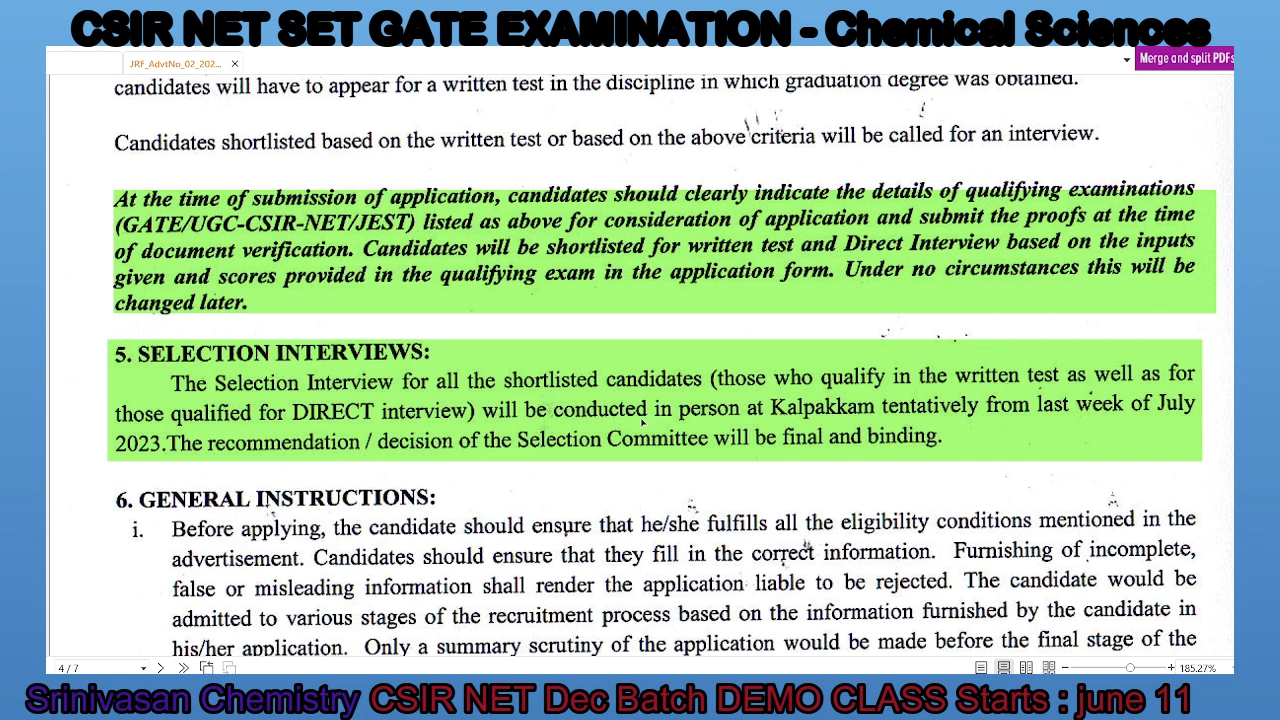 CSIR NET SET GATE EXAMINATION - Chemical Sciences
JRF_AdvtNo_02_202...
Merge and split PDFs
candidates will have to appear for a written test in the discipline in which graduation degree was obtained.
Candidates shortlisted based on the written test or based on the above criteria will be called for an interview.
At the time of submission of application, candidates should clearly indicate the details of qualifying examinations
(GATE/UGC-CSIR-NET/JEST) listed as above for consideration of application and submit the proofs at the time
of document verification. Candidates will be shortlisted for written test and Direct Interview based on the inputs
given and scores provided in the qualifying exam in the application form. Under no circumstances this will be
changed later.
5. SELECTION INTERVIEWS:
The Selection Interview for all the shortlisted candidates (those who qualify in the written test as well as for
those qualified for DIRECT interview) will be conducted in person at Kalpakkam tentatively from last week of July
2023.The recommendation / decision of the Selection Committee will be final and binding.
6. GENERAL INSTRUCTIONS:
i. Before applying, the candidate should ensure that he/she fulfills all the eligibility conditions mentioned in the
advertisement. Candidates should ensure that they fill in the correct information. Furnishing of incomplete,
false or misleading information shall render the application liable to be rejected. The candidate would be
admitted to various stages of the recruitment process based on the information furnished by the candidate in
his/her application. Only a summary scrutiny of the application would be made before the final stage of the
4 / 7
185.27%
Srinivasan Chemistry CSIR NET Dec Batch DEMO CLASS Starts : june 11